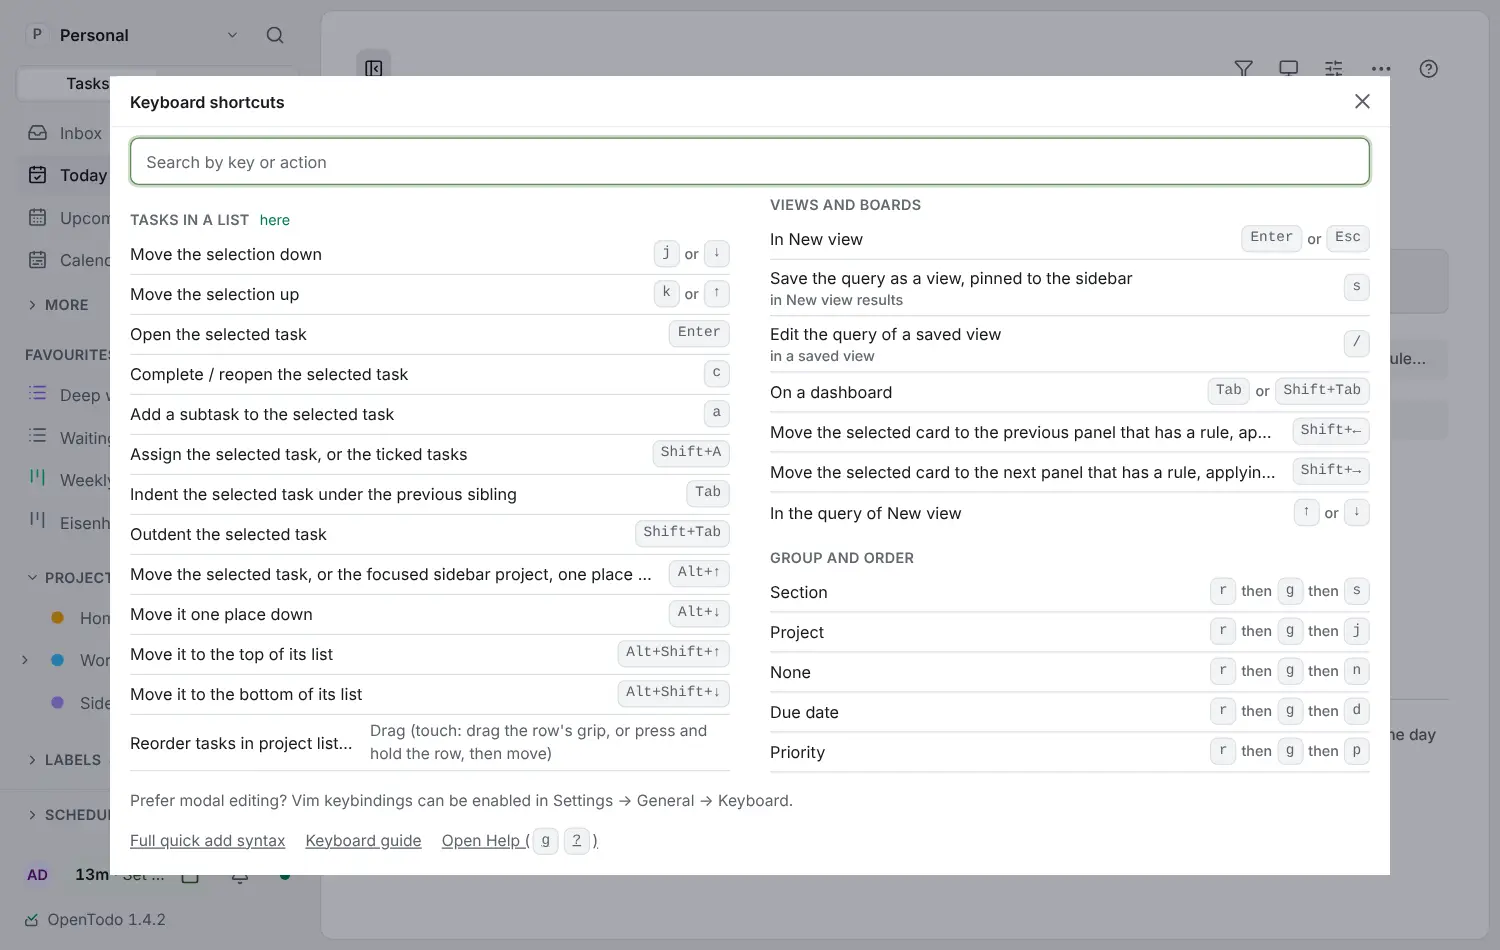 P Personal
Tasks
Inbox
Today
Upcom
Calend
MORE
FAVOURITES
Deep w
Waiting
Weekly
Eisenh
PROJECT
Hom
Wor
Side
LABELS
SCHEDUL
AD 13m Set ...
OpenTodo 1.4.2
Keyboard shortcuts
Search by key or action
TASKS IN A LIST here
Move the selection down j or ↓
Move the selection up k or ↑
Open the selected task Enter
Complete / reopen the selected task c
Add a subtask to the selected task a
Assign the selected task, or the ticked tasks Shift+A
Indent the selected task under the previous sibling Tab
Outdent the selected task Shift+Tab
Move the selected task, or the focused sidebar project, one place ... Alt+↑
Move it one place down Alt+↓
Move it to the top of its list Alt+Shift+↑
Move it to the bottom of its list Alt+Shift+↓
Reorder tasks in project list... Drag (touch: drag the row's grip, or press and
hold the row, then move)
VIEWS AND BOARDS
In New view Enter or Esc
Save the query as a view, pinned to the sidebar s
in New view results
Edit the query of a saved view /
in a saved view
On a dashboard Tab or Shift+Tab
Move the selected card to the previous panel that has a rule, ap... Shift+←
Move the selected card to the next panel that has a rule, applyin... Shift+→
In the query of New view ↑ or ↓
GROUP AND ORDER
Section r then g then s
Project r then g then j
None r then g then n
Due date r then g then d
Priority r then g then p
Prefer modal editing? Vim keybindings can be enabled in Settings → General → Keyboard.
Full quick add syntax Keyboard guide Open Help ( g ? )
ule...
he day